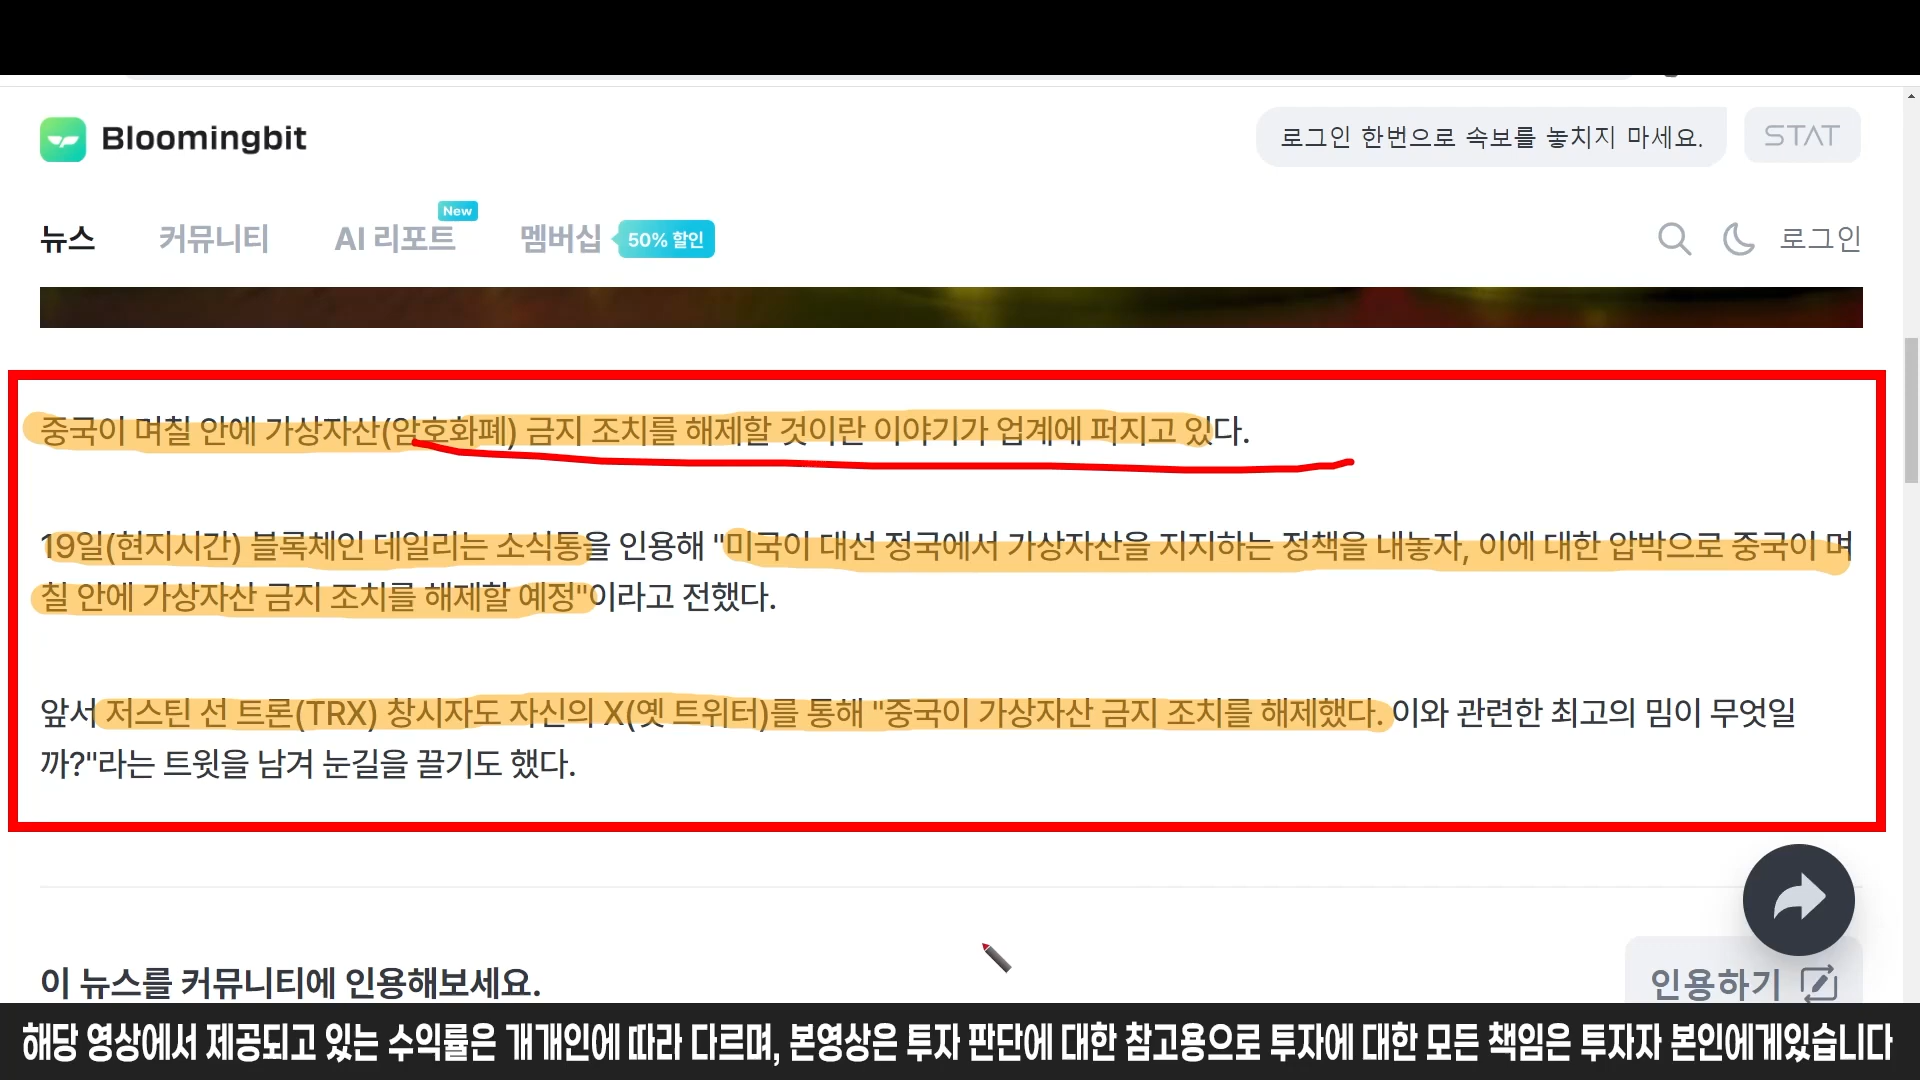 Bloomingbit
로그인 한번으로 속보를 놓치지 마세요.
STAT
뉴스
커뮤니티
AI 리포트
New
멤버십
50% 할인
로그인
중국이 며칠 안에 가상자산(암호화폐) 금지 조치를 해제할 것이란 이야기가 업계에 퍼지고 있다.
19일(현지시간) 블록체인 데일리는 소식통을 인용해 "미국이 대선 정국에서 가상자산을 지지하는 정책을 내놓자, 이에 대한 압박으로 중국이 며
칠 안에 가상자산 금지 조치를 해제할 예정"이라고 전했다.
앞서 저스틴 선 트론(TRX) 창시자도 자신의 X(옛 트위터)를 통해 "중국이 가상자산 금지 조치를 해제했다. 이와 관련한 최고의 밈이 무엇일
까?"라는 트윗을 남겨 눈길을 끌기도 했다.
이 뉴스를 커뮤니티에 인용해보세요.
인용하기
해당 영상에서 제공되고 있는 수익률은 개개인에 따라 다르며, 본영상은 투자 판단에 대한 참고용으로 투자에 대한 모든 책임은 투자자 본인에게있습니다